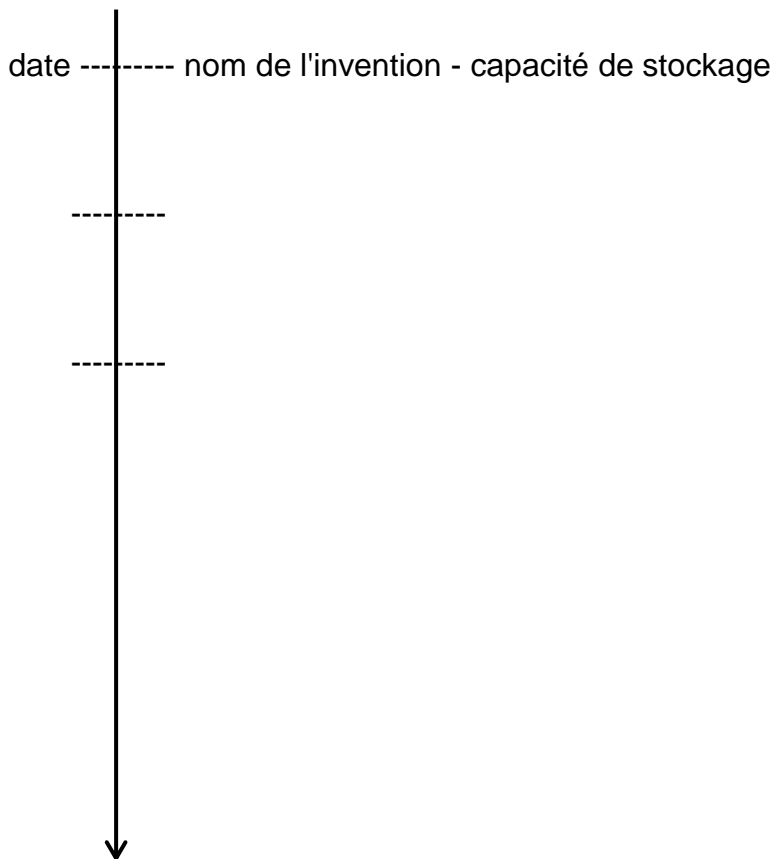 date --------- nom de l'invention - capacité de stockage